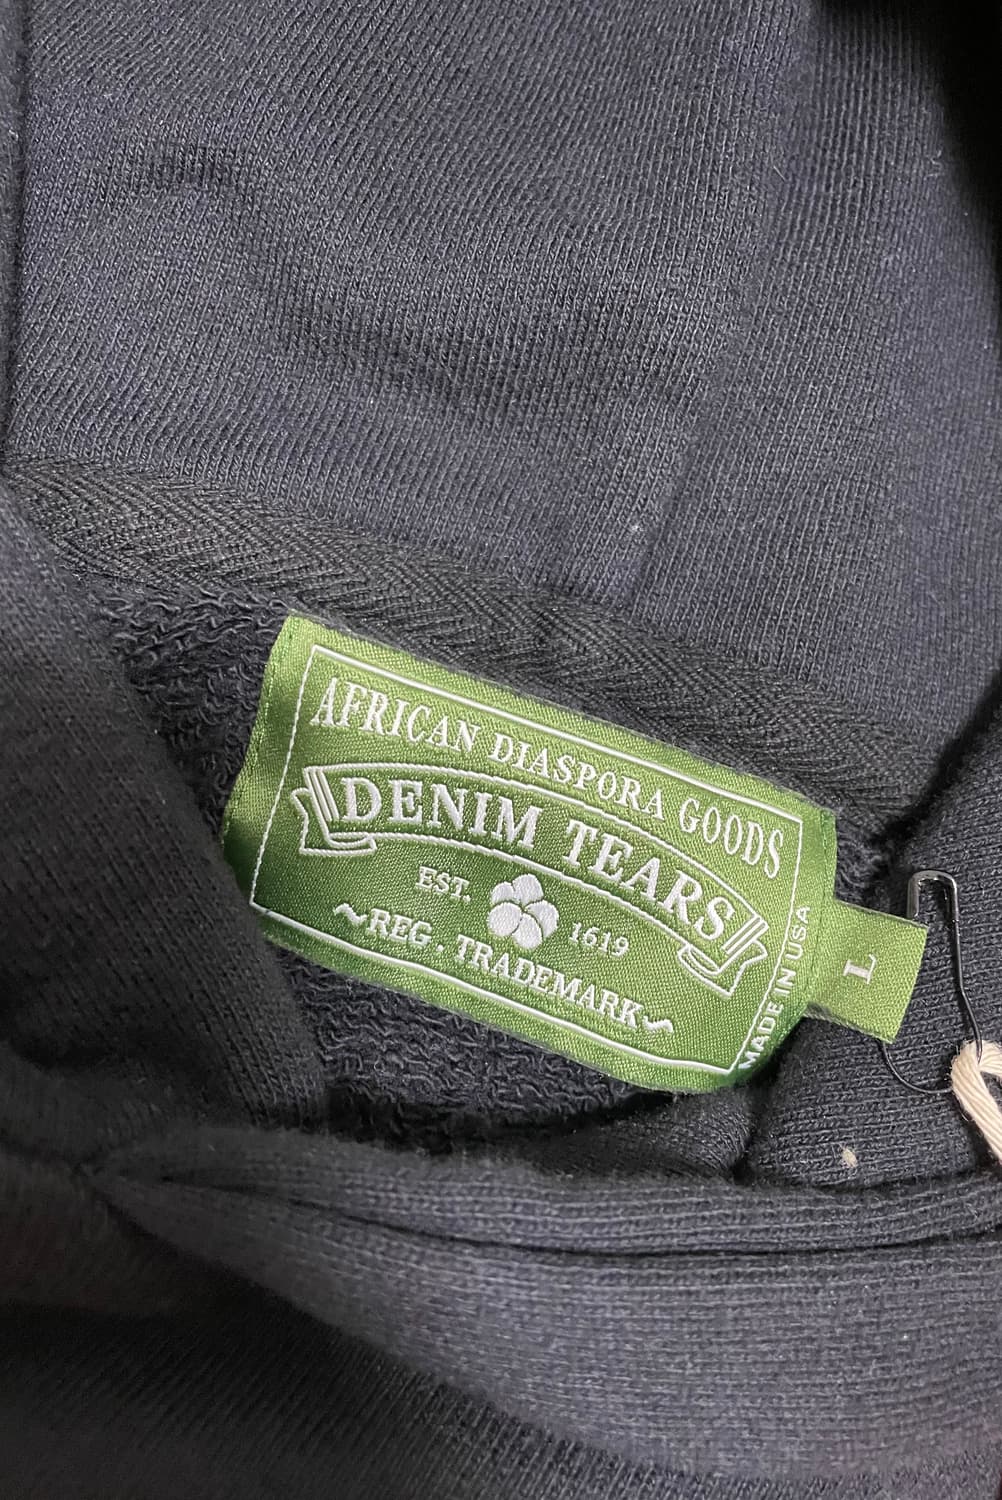 AFRICAN DIASPORA GOODS
DENIM TEARS
EST. 1619
~REG. TRADEMARK~
MADE IN USA
L